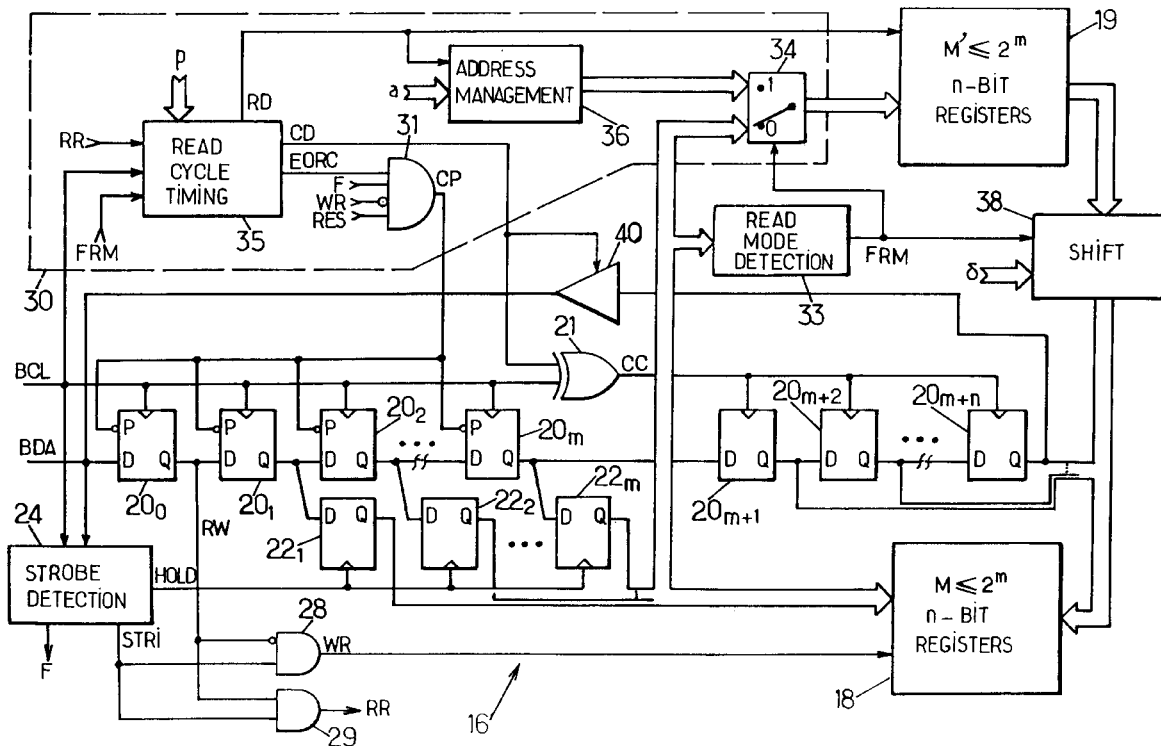 P
RD
RR
READ
CYCLE
TIMING
35
FRM
30
CD
EORC
31
F
WR
RES
CP
a
ADDRESS
MANAGEMENT
36
34
1
0
19
M' ≤ 2^m
n-BIT
REGISTERS
READ
MODE
DETECTION
33
FRM
38
SHIFT
δ
40
21
CC
BCL
BDA
P
D Q
20₀
P
D Q
20₁
P
D Q
20₂
•••
P
D Q
20ₘ
D Q
20ₘ₊₁
D Q
20ₘ₊₂
•••
D Q
20ₘ₊ₙ
RW
D Q
22₁
D Q
22₂
•••
D Q
22ₘ
24
STROBE
DETECTION
HOLD
STRI
F
28
WR
29
RR
16
M ≤ 2^m
n-BIT
REGISTERS
18